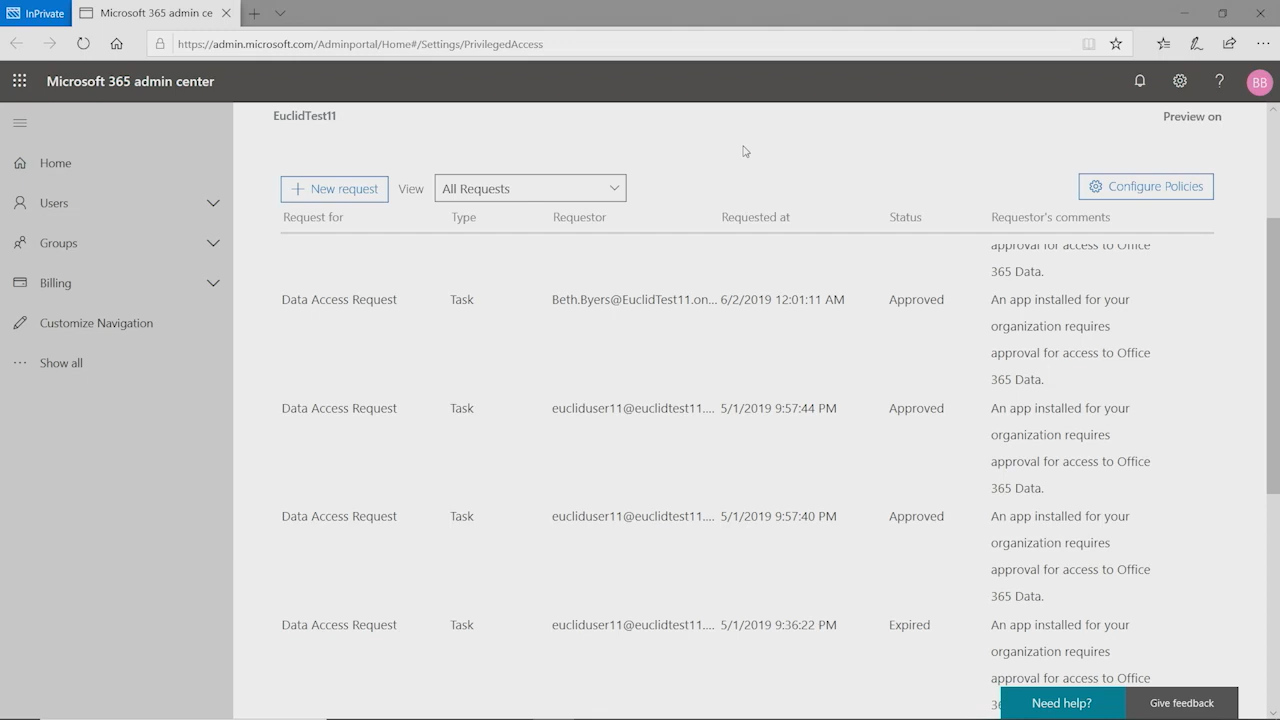 InPrivate
Microsoft 365 admin ce
https://admin.microsoft.com/Adminportal/Home#/Settings/PrivilegedAccess
Microsoft 365 admin center
?
BB
EuclidTest11
Preview on
Home
Users
Groups
Billing
Customize Navigation
Show all
New request
View
All Requests
Configure Policies
Request for Type Requestor Requested at Status Requestor's comments
approval for access to Office
365 Data.
Data Access Request Task Beth.Byers@EuclidTest11.on... 6/2/2019 12:01:11 AM Approved An app installed for your
organization requires
approval for access to Office
365 Data.
Data Access Request Task eucliduser11@euclidtest11.... 5/1/2019 9:57:44 PM Approved An app installed for your
organization requires
approval for access to Office
365 Data.
Data Access Request Task eucliduser11@euclidtest11.... 5/1/2019 9:57:40 PM Approved An app installed for your
organization requires
approval for access to Office
365 Data.
Data Access Request Task eucliduser11@euclidtest11.... 5/1/2019 9:36:22 PM Expired An app installed for your
organization requires
approval for access to Office
Need help?
Give feedback